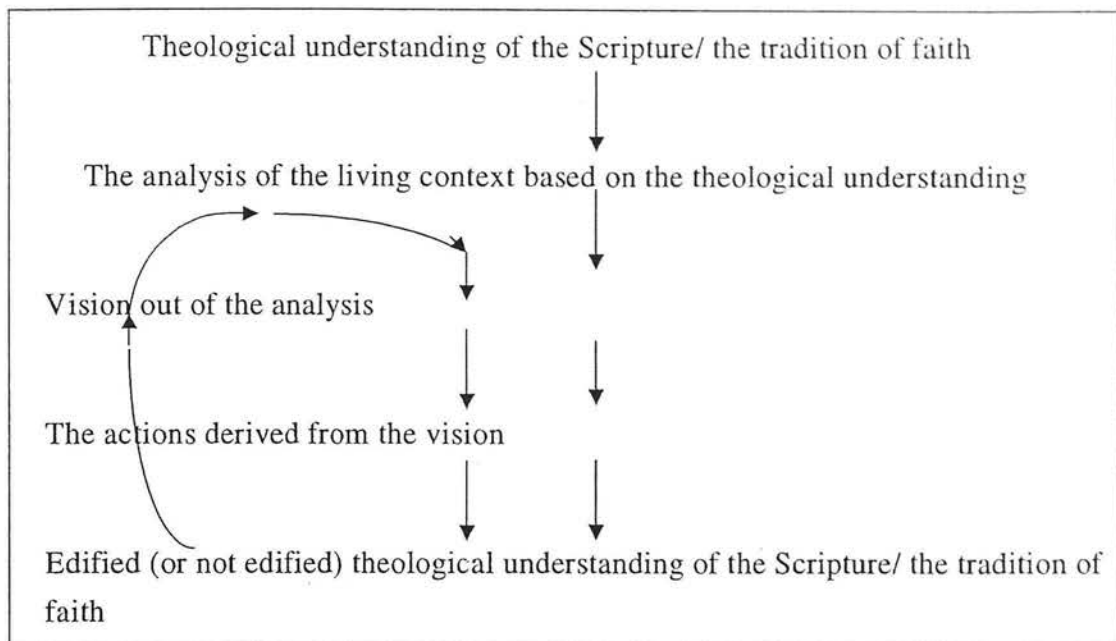 Theological understanding of the Scripture/ the tradition of faith
The analysis of the living context based on the theological understanding
Vision out of the analysis
The actions derived from the vision
Edified (or not edified) theological understanding of the Scripture/ the tradition of
faith